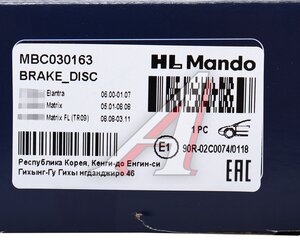 MBC030163
HL Mando
BRAKE_DISC
Elantra 06.00-01.07
Matrix 05.01-08.08
Matrix FL (TR09) 08.08-03.11
1 PC
E1 90R-02C0074/0118
EAC
Республика Корея, Кенги-до Енгин-си
Гихынг-Гу Гихы нгданджиро 46